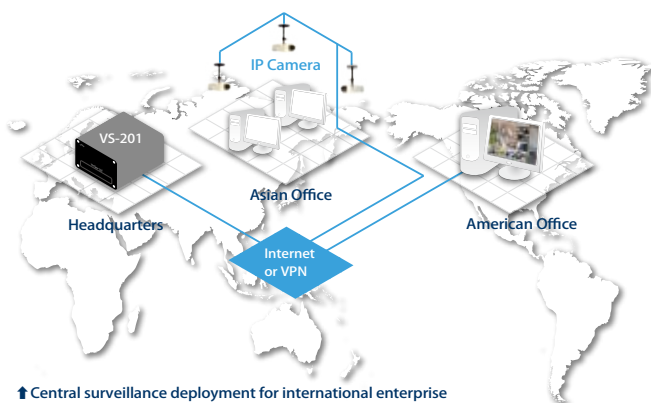 IP Camera
VS-201
Asian Office
Headquarters
American Office
Internet
or VPN
⬆ Central surveillance deployment for international enterprise